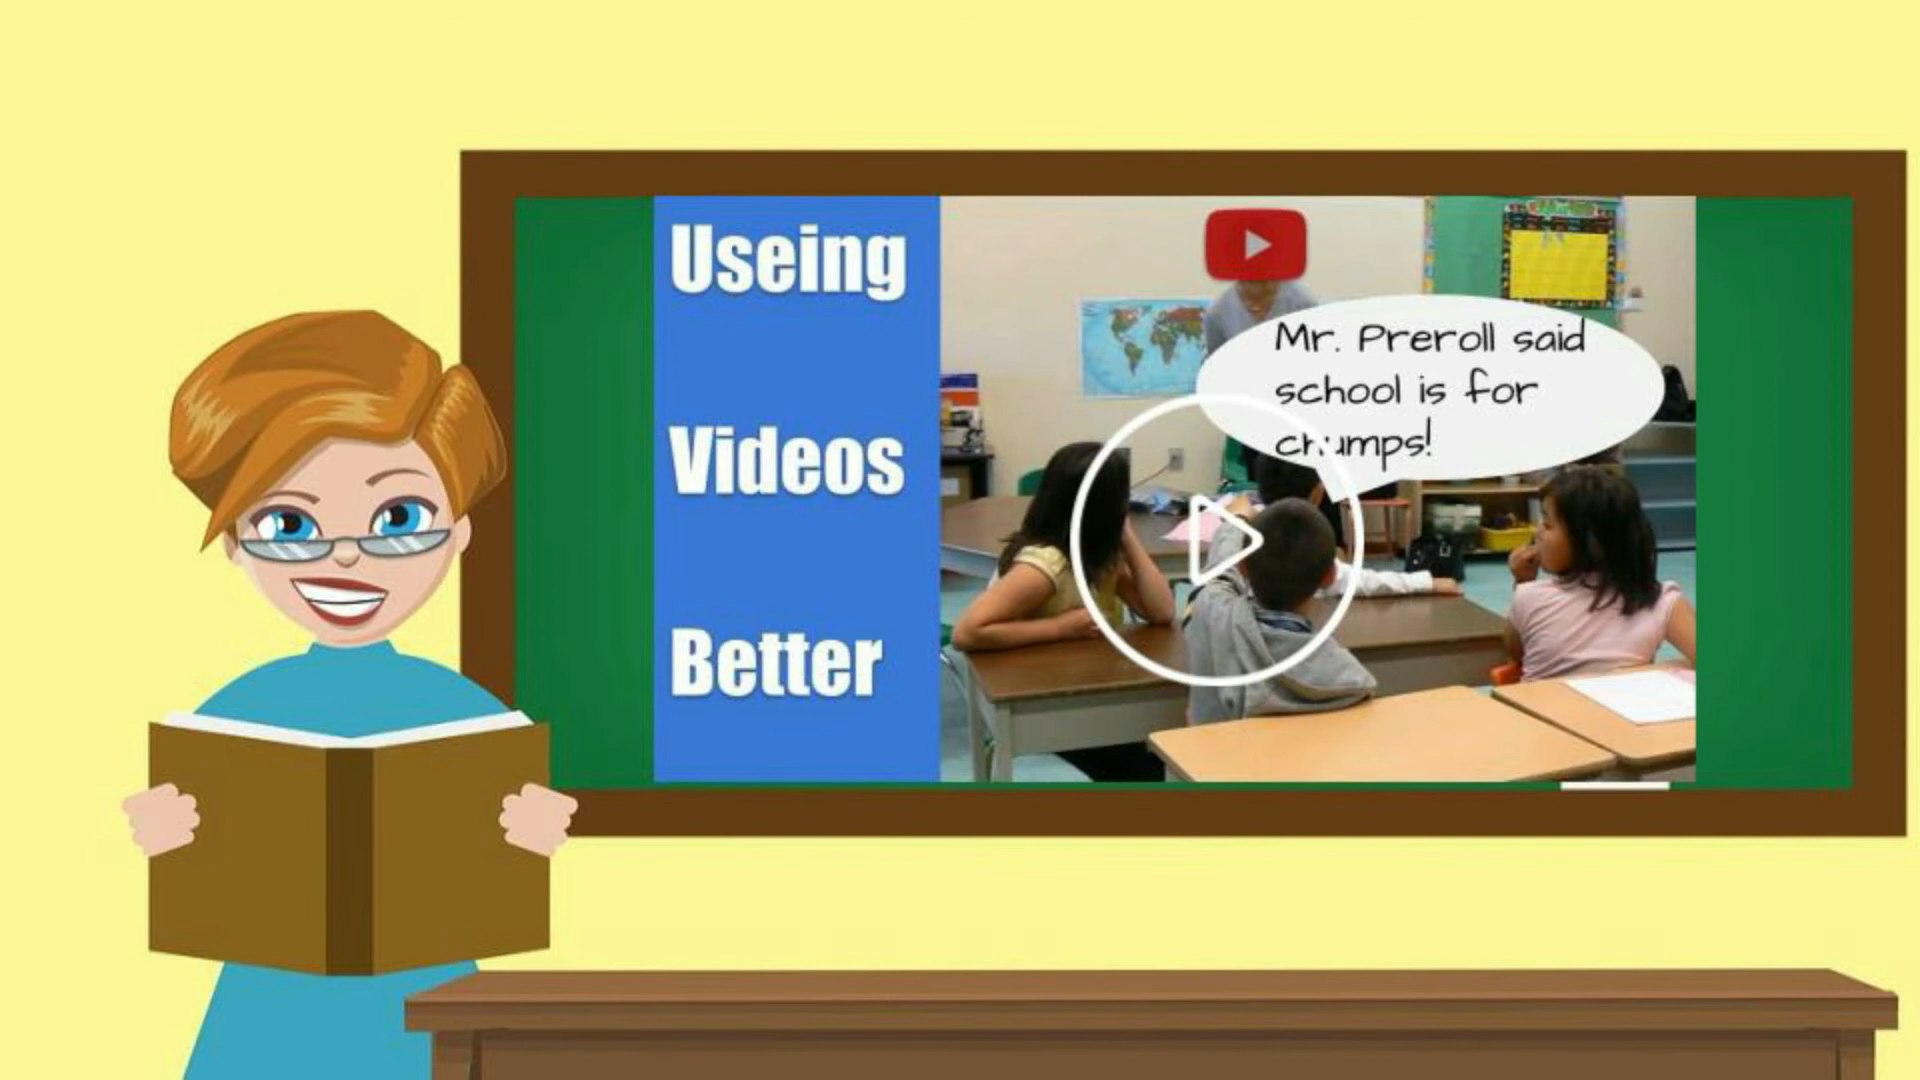 Useing
Videos
Better
Mr. Preroll said
school is for
chumps!